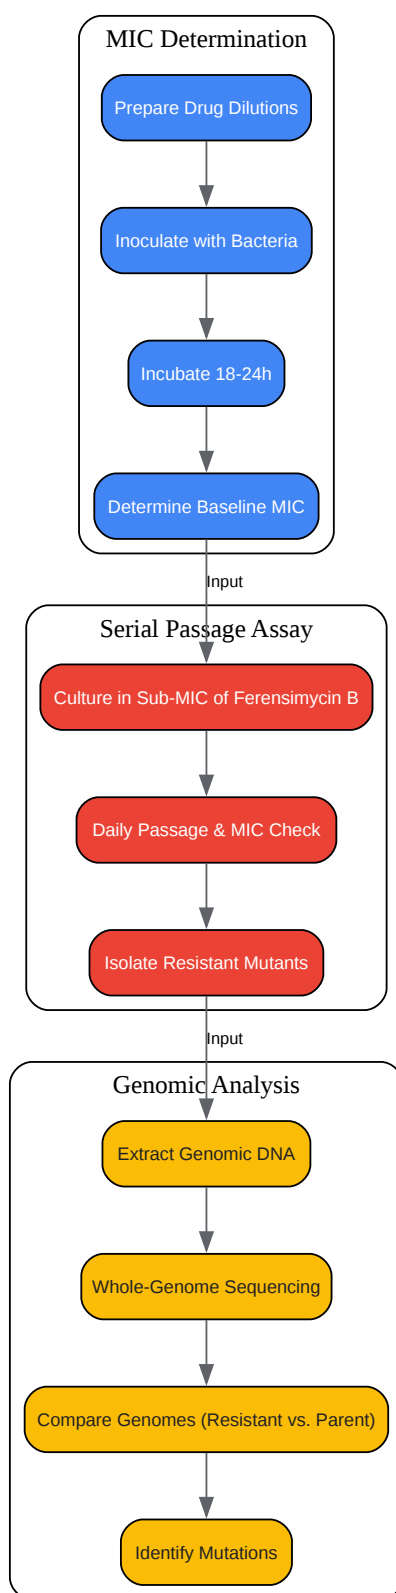 MIC Determination
Prepare Drug Dilutions
Inoculate with Bacteria
Incubate 18-24h
Determine Baseline MIC
Input
Serial Passage Assay
Culture in Sub-MIC of Ferensimycin B
Daily Passage & MIC Check
Isolate Resistant Mutants
Input
Genomic Analysis
Extract Genomic DNA
Whole-Genome Sequencing
Compare Genomes (Resistant vs. Parent)
Identify Mutations